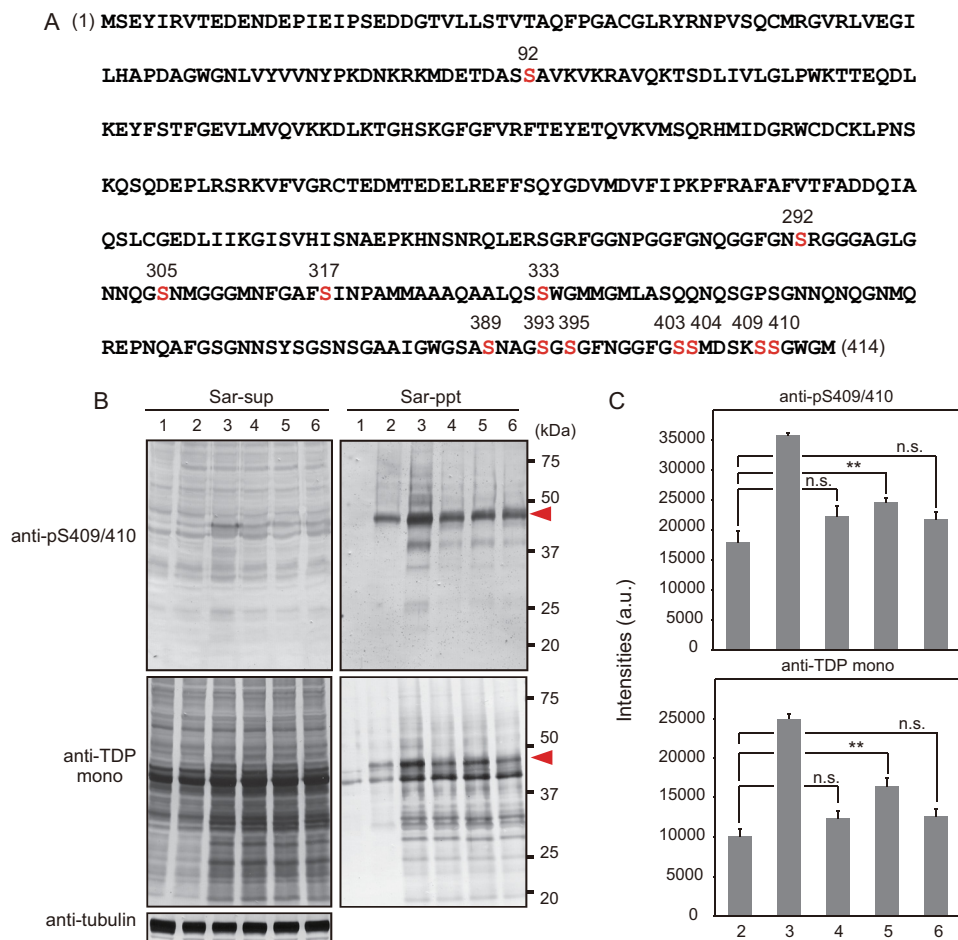 A (1) MSEYIRVTEDENDEPIEIPSEDDGTVLLSTVTAQFPGACGLRYRNPVSQCMRGVRLVEGI
92
LHAPDAGWGNLVYVVNYPKDNKRKMDETDASSAVKVKRAVQKTSDLIVLGLPWKTTEQDL
KEYFSTFGEVLMVQVKKDLKTGHSKGFGFVRFTEYETQVKVMSQRHMIDGRWCDCKLPNS
KQSQDEPLRSRKVFVGRCTEDMTEDELREFFSQYGDVMDVFIPKPFRAFAFVTFADDQIA
292
QSLCGEDLIIKGISVHISNAEPKHNSNRQLERSGRFGGNPGGFGNQGGFGNSRGGGAGLG
305 317 333
NNQGSNMGGGMNFGAFSINPAMMAAAQAALQSSWGMMGMLASQQNQSGPSGNNQNQGNMQ
389 393 395 403 404 409 410
REPNQAFGSGNNSYSGSNSGAAIGWGSASNAGSGSGFNGGFGSSMDSKSSGWGM (414)
B Sar-sup Sar-ppt
1 2 3 4 5 6 1 2 3 4 5 6 (kDa)
75
50
anti-pS409/410
37
25
20
50
anti-TDP
mono
37
25
20
anti-tubulin
C
anti-pS409/410
35000
30000
25000
20000
15000
10000
5000
0
n.s.
**
n.s.
Intensities (a.u.)
anti-TDP mono
25000
20000
15000
10000
5000
0
n.s.
**
n.s.
2 3 4 5 6